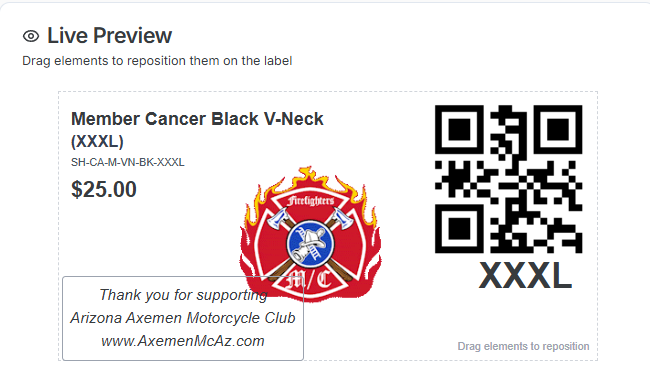 Live Preview
Drag elements to reposition them on the label
Member Cancer Black V-Neck
(XXXL)
SH-CA-M-VN-BK-XXXL
$25.00
Firefighters
M/C
XXXL
Thank you for supporting
Arizona Axemen Motorcycle Club
www.AxemenMcAz.com
Drag elements to reposition